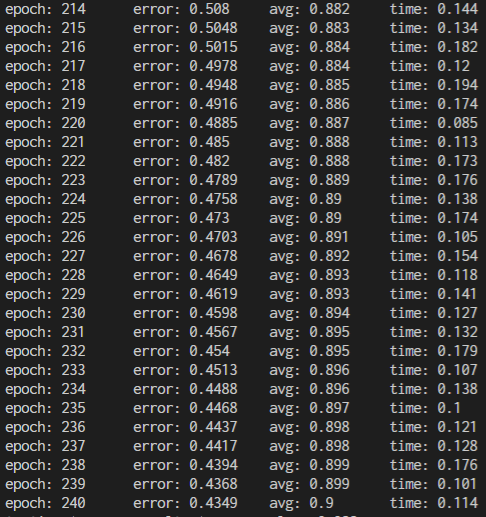 epoch: 214 error: 0.508 avg: 0.882 time: 0.144
epoch: 215 error: 0.5048 avg: 0.883 time: 0.134
epoch: 216 error: 0.5015 avg: 0.884 time: 0.182
epoch: 217 error: 0.4978 avg: 0.884 time: 0.12
epoch: 218 error: 0.4948 avg: 0.885 time: 0.194
epoch: 219 error: 0.4916 avg: 0.886 time: 0.174
epoch: 220 error: 0.4885 avg: 0.887 time: 0.085
epoch: 221 error: 0.485 avg: 0.888 time: 0.113
epoch: 222 error: 0.482 avg: 0.888 time: 0.173
epoch: 223 error: 0.4789 avg: 0.889 time: 0.176
epoch: 224 error: 0.4758 avg: 0.89 time: 0.138
epoch: 225 error: 0.473 avg: 0.89 time: 0.174
epoch: 226 error: 0.4703 avg: 0.891 time: 0.105
epoch: 227 error: 0.4678 avg: 0.892 time: 0.154
epoch: 228 error: 0.4649 avg: 0.893 time: 0.118
epoch: 229 error: 0.4619 avg: 0.893 time: 0.141
epoch: 230 error: 0.4598 avg: 0.894 time: 0.127
epoch: 231 error: 0.4567 avg: 0.895 time: 0.132
epoch: 232 error: 0.454 avg: 0.895 time: 0.179
epoch: 233 error: 0.4513 avg: 0.896 time: 0.107
epoch: 234 error: 0.4488 avg: 0.896 time: 0.138
epoch: 235 error: 0.4468 avg: 0.897 time: 0.1
epoch: 236 error: 0.4437 avg: 0.898 time: 0.121
epoch: 237 error: 0.4417 avg: 0.898 time: 0.128
epoch: 238 error: 0.4394 avg: 0.899 time: 0.176
epoch: 239 error: 0.4368 avg: 0.899 time: 0.101
epoch: 240 error: 0.4349 avg: 0.9 time: 0.114